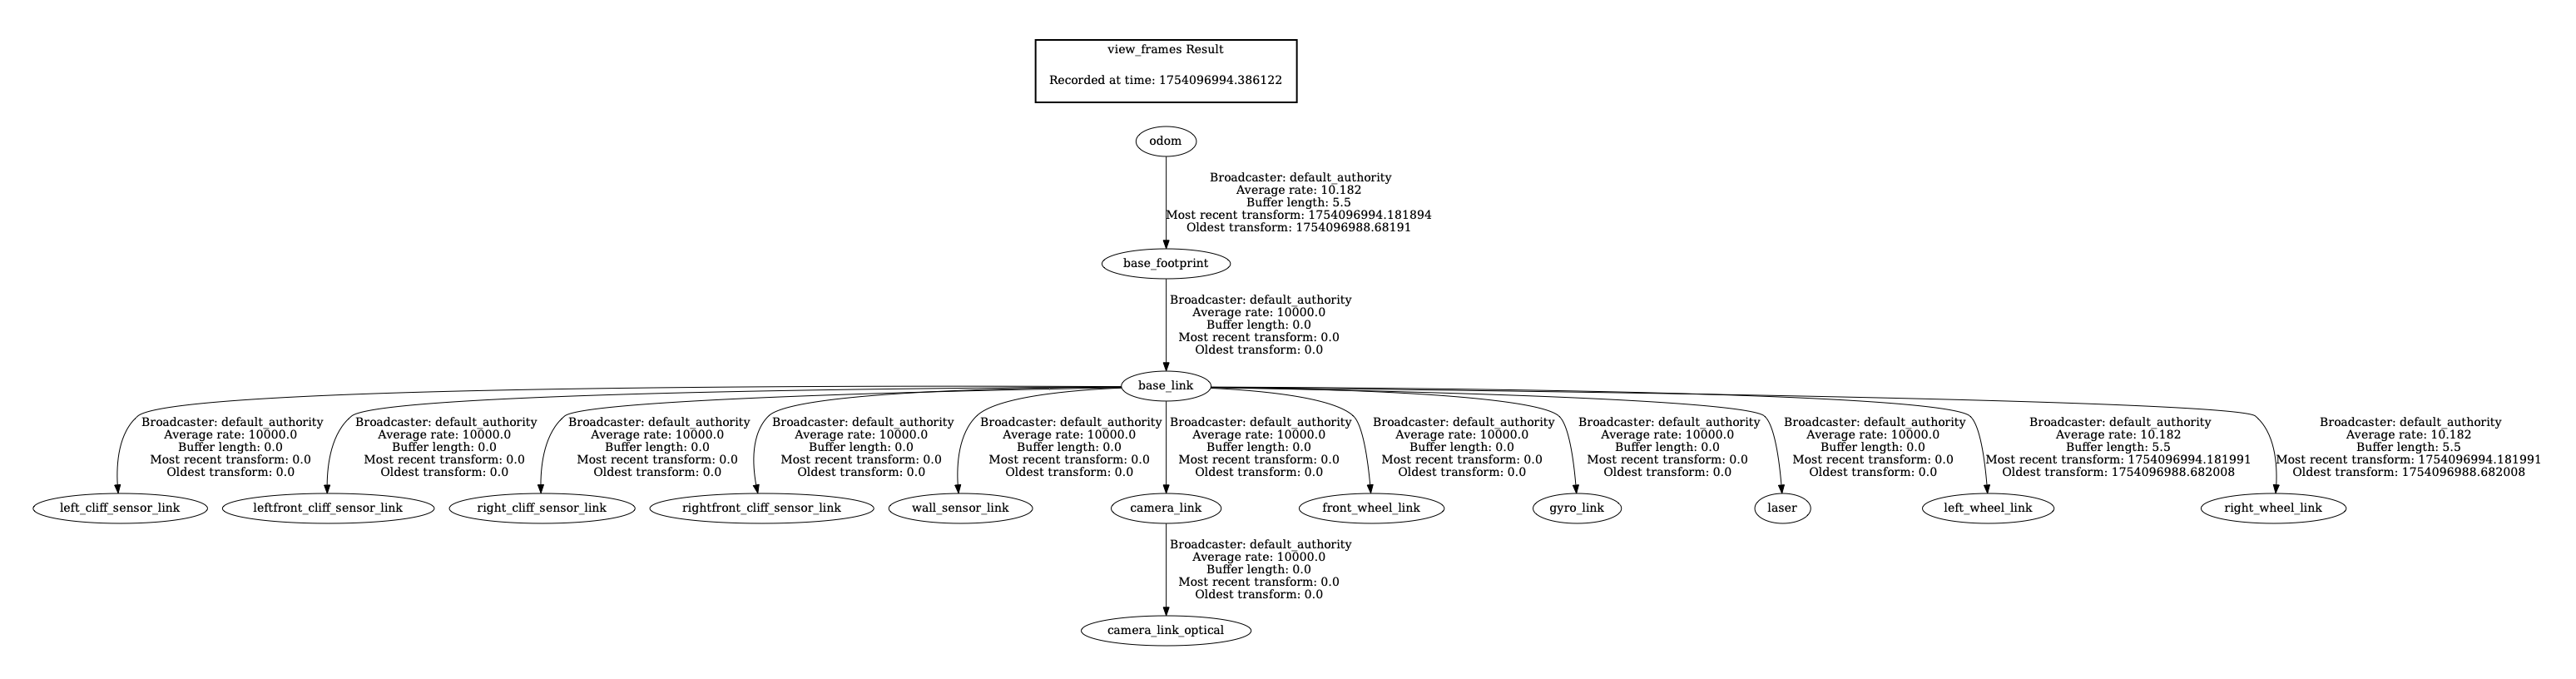 view_frames Result
Recorded at time: 1754096994.386122
odom
Broadcaster: default_authority
Average rate: 10.182
Buffer length: 5.5
Most recent transform: 1754096994.181894
Oldest transform: 1754096988.68191
base_footprint
Broadcaster: default_authority
Average rate: 10000.0
Buffer length: 0.0
Most recent transform: 0.0
Oldest transform: 0.0
base_link
Broadcaster: default_authority
Average rate: 10000.0
Buffer length: 0.0
Most recent transform: 0.0
Oldest transform: 0.0
Broadcaster: default_authority
Average rate: 10000.0
Buffer length: 0.0
Most recent transform: 0.0
Oldest transform: 0.0
Broadcaster: default_authority
Average rate: 10000.0
Buffer length: 0.0
Most recent transform: 0.0
Oldest transform: 0.0
Broadcaster: default_authority
Average rate: 10000.0
Buffer length: 0.0
Most recent transform: 0.0
Oldest transform: 0.0
Broadcaster: default_authority
Average rate: 10000.0
Buffer length: 0.0
Most recent transform: 0.0
Oldest transform: 0.0
Broadcaster: default_authority
Average rate: 10000.0
Buffer length: 0.0
Most recent transform: 0.0
Oldest transform: 0.0
Broadcaster: default_authority
Average rate: 10000.0
Buffer length: 0.0
Most recent transform: 0.0
Oldest transform: 0.0
Broadcaster: default_authority
Average rate: 10000.0
Buffer length: 0.0
Most recent transform: 0.0
Oldest transform: 0.0
Broadcaster: default_authority
Average rate: 10000.0
Buffer length: 0.0
Most recent transform: 0.0
Oldest transform: 0.0
Broadcaster: default_authority
Average rate: 10.182
Buffer length: 5.5
Most recent transform: 1754096994.181991
Oldest transform: 1754096988.682008
Broadcaster: default_authority
Average rate: 10.182
Buffer length: 5.5
Most recent transform: 1754096994.181991
Oldest transform: 1754096988.682008
left_cliff_sensor_link
leftfront_cliff_sensor_link
right_cliff_sensor_link
rightfront_cliff_sensor_link
wall_sensor_link
camera_link
front_wheel_link
gyro_link
laser
left_wheel_link
right_wheel_link
Broadcaster: default_authority
Average rate: 10000.0
Buffer length: 0.0
Most recent transform: 0.0
Oldest transform: 0.0
camera_link_optical